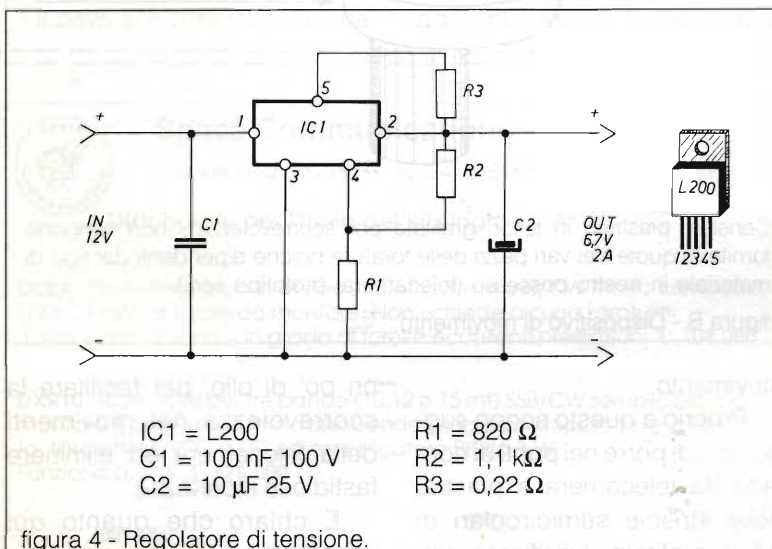 5
R3
1
IC1
2
3
4
R2
+
+
IN
12V
C1
R1
C2
OUT
6,7V
2A
L200
12345
-
-
IC1 = L200
C1 = 100 nF 100 V
C2 = 10 µF 25 V
R1 = 820 Ω
R2 = 1,1 kΩ
R3 = 0,22 Ω
figura 4 - Regolatore di tensione.